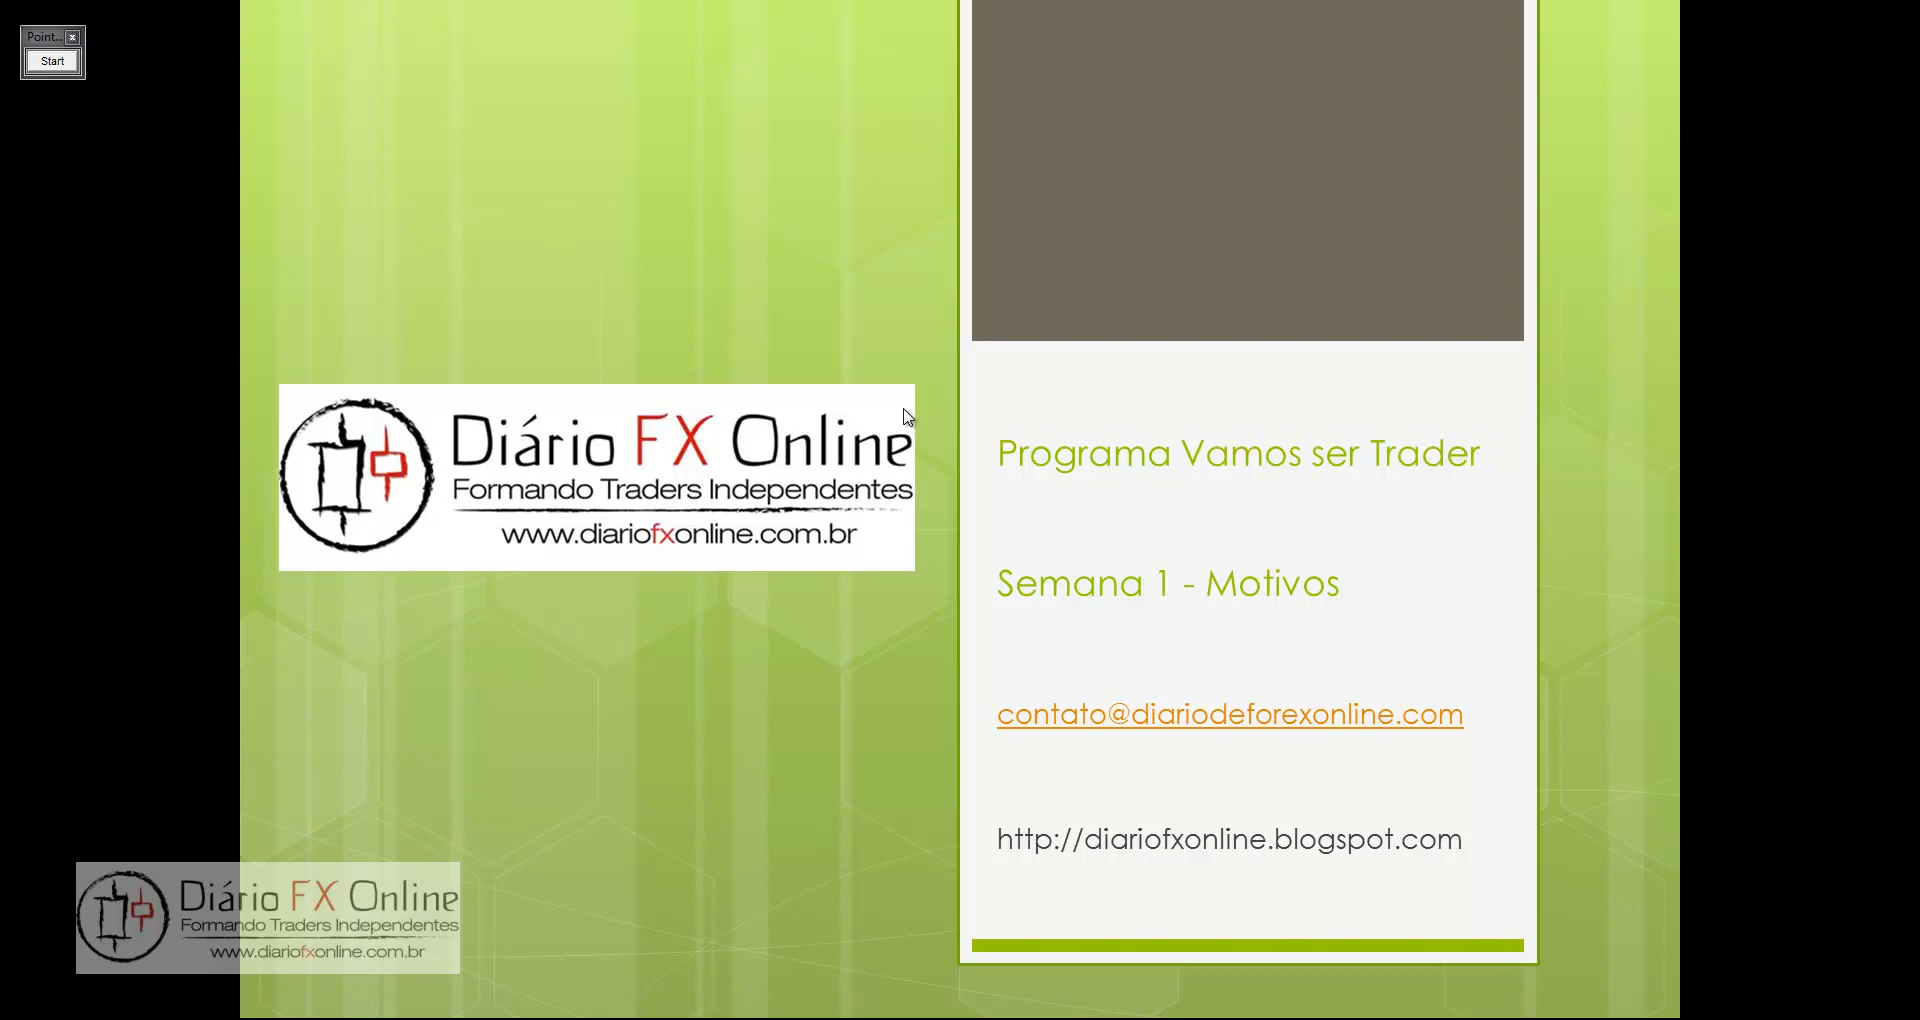 Point...
Start
Diário FX Online
Formando Traders Independentes
www.diariofxonline.com.br
Programa Vamos ser Trader
Semana 1 - Motivos
contato@diariodeforexonline.com
http://diariofxonline.blogspot.com
Diário FX Online
Formando Traders Independentes
www.diariofxonline.com.br